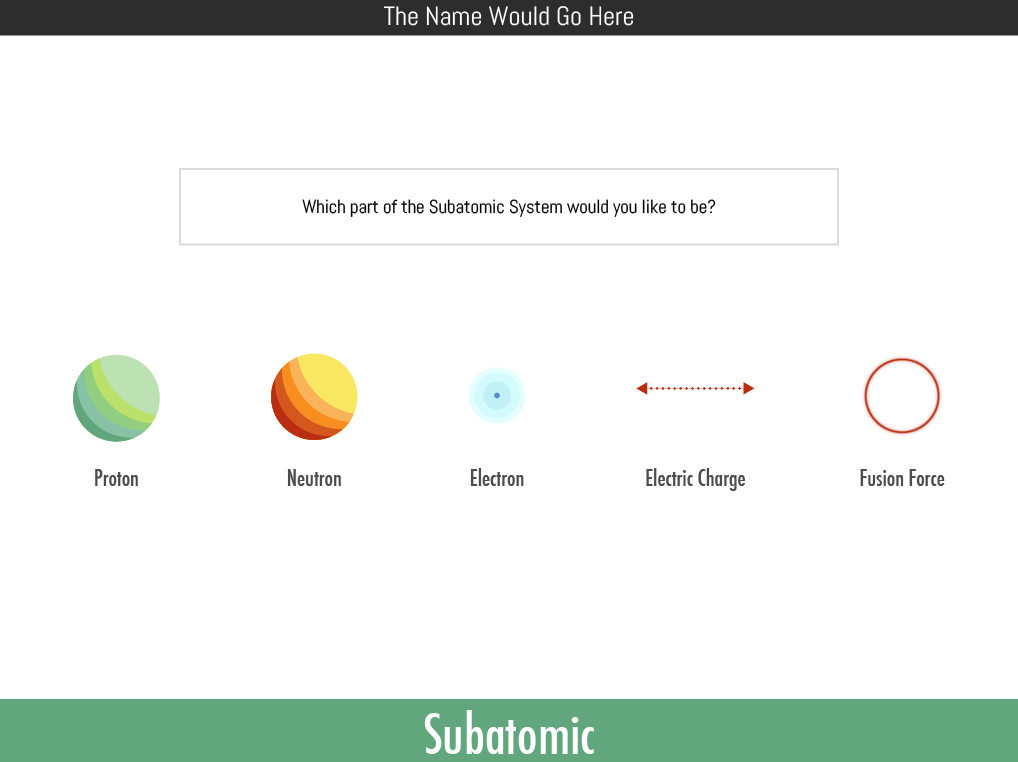 The Name Would Go Here
Which part of the Subatomic System would you like to be?
Proton
Neutron
Electron
Electric Charge
Fusion Force
Subatomic